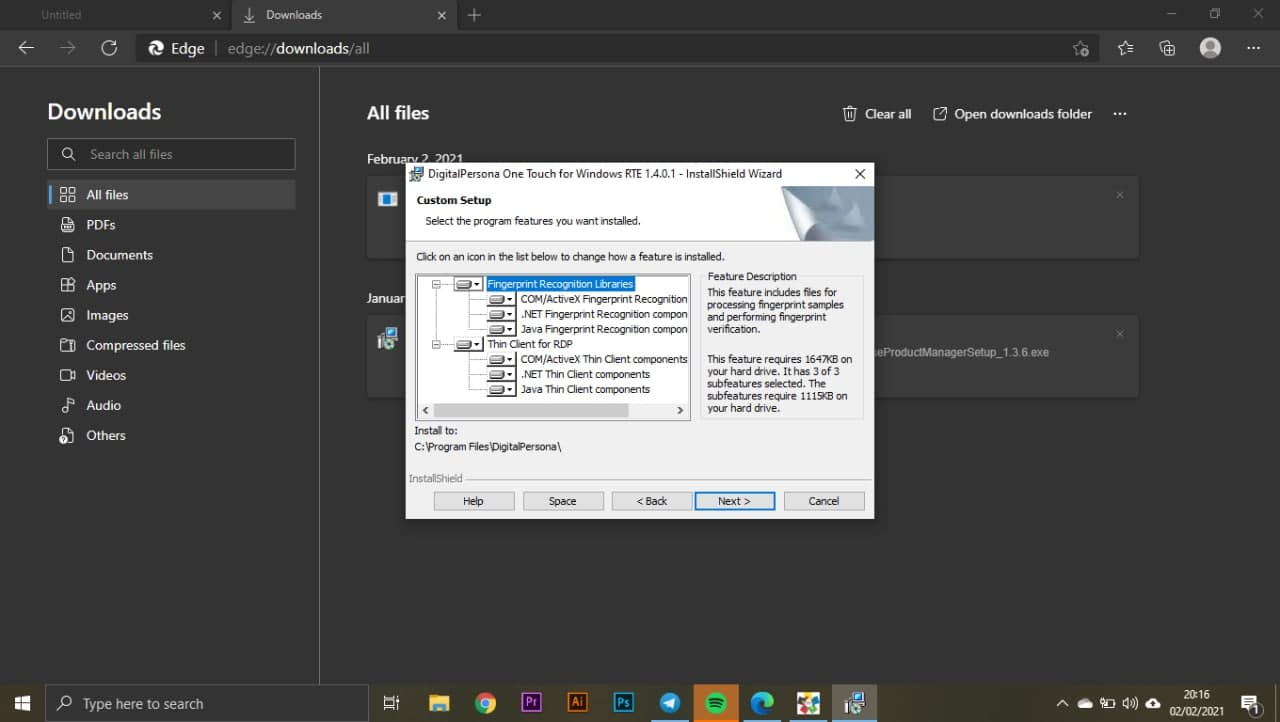 Untitled
Downloads
Edge
edge://downloads/all
Downloads
Search all files
All files
PDFs
Documents
Apps
Images
Compressed files
Videos
Audio
Others
All files
Clear all
Open downloads folder
February 2, 2021
Januar
eProductManagerSetup_1.3.6.exe
DigitalPersona One Touch for Windows RTE 1.4.0.1 - InstallShield Wizard
Custom Setup
Select the program features you want installed.
Click on an icon in the list below to change how a feature is installed.
Fingerprint Recognition Libraries
COM/ActiveX Fingerprint Recognition
.NET Fingerprint Recognition compon
Java Fingerprint Recognition compon
Thin Client for RDP
COM/ActiveX Thin Client components
.NET Thin Client components
Java Thin Client components
Feature Description
This feature includes files for
processing fingerprint samples
and performing fingerprint
verification.
This feature requires 1647KB on
your hard drive. It has 3 of 3
subfeatures selected. The
subfeatures require 1115KB on
your hard drive.
Install to:
C:\Program Files\DigitalPersona\
InstallShield
Help
Space
< Back
Next >
Cancel
Type here to search
Pr
Ai
Ps
20:16
02/02/2021
1